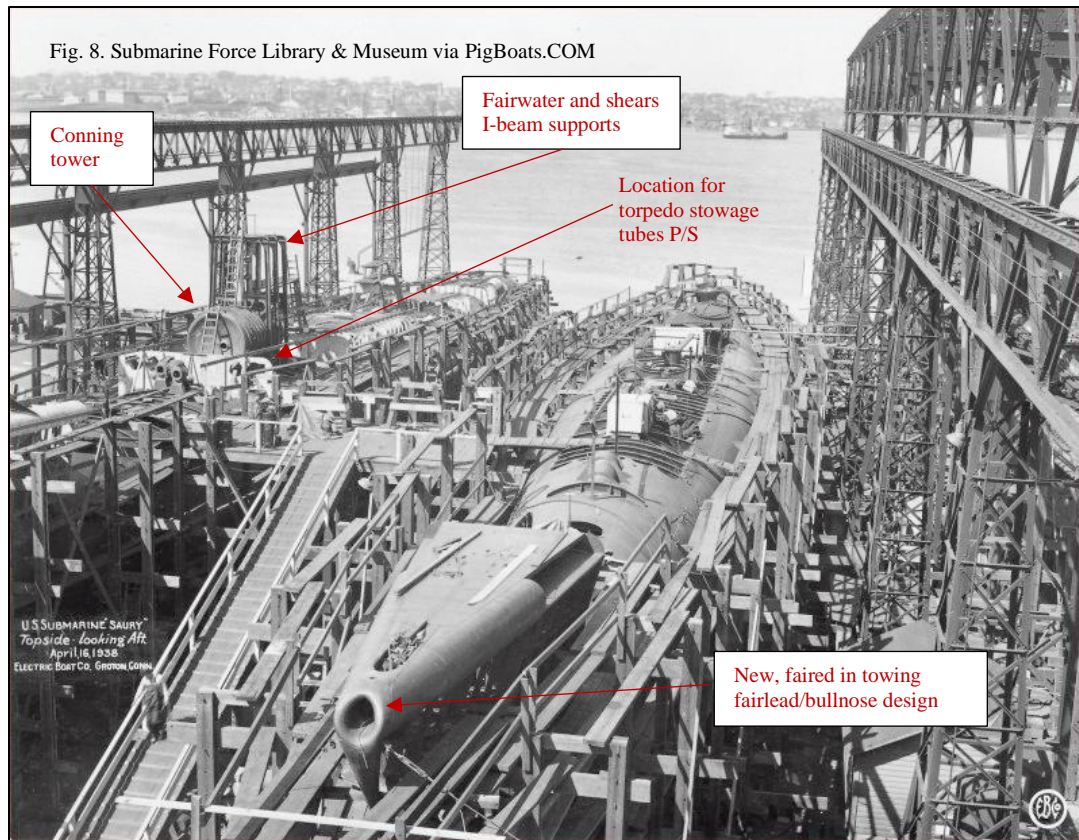 Fig. 8. Submarine Force Library & Museum via PigBoats.COM
Conning
tower
Fairwater and shears
I-beam supports
Location for
torpedo stowage
tubes P/S
U.S. SUBMARINE "SAURY"
Topside - Looking Aft.
April, 16, 1938
ELECTRIC BOAT CO. GROTON, CONN.
New, faired in towing
fairlead/bullnose design
EBCo